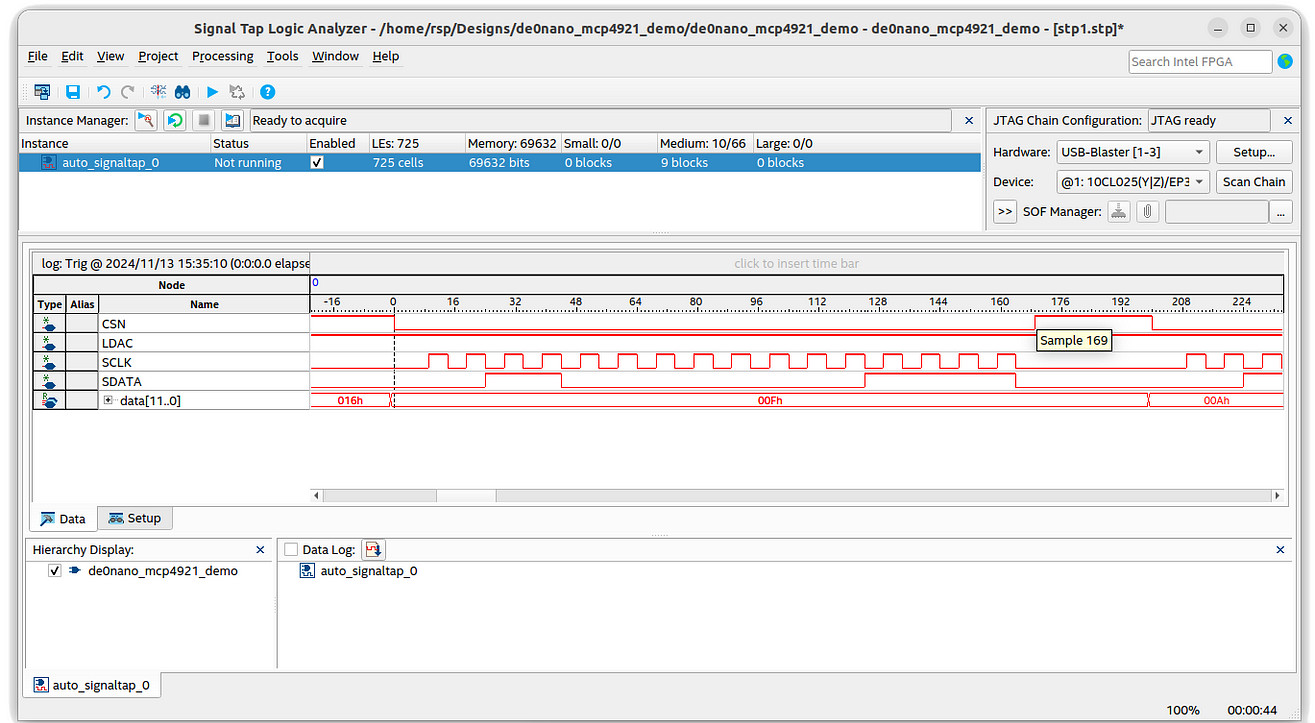 Signal Tap Logic Analyzer - /home/rsp/Designs/de0nano_mcp4921_demo/de0nano_mcp4921_demo - de0nano_mcp4921_demo - [stp1.stp]*
File Edit View Project Processing Tools Window Help
Search Intel FPGA
Instance Manager: Ready to acquire
Instance Status Enabled LEs: 725 Memory: 69632 Small: 0/0 Medium: 10/66 Large: 0/0
auto_signaltap_0 Not running 725 cells 69632 bits 0 blocks 9 blocks 0 blocks
JTAG Chain Configuration: JTAG ready
Hardware: USB-Blaster [1-3] Setup...
Device: @1: 10CL025(Y|Z)/EP3 Scan Chain
>> SOF Manager: ...
log: Trig @ 2024/11/13 15:35:10 (0:0:0.0 elapse
click to insert time bar
Node 0
Type Alias Name -16 0 16 32 48 64 80 96 112 128 144 160 176 192 208 224
CSN
LDAC
Sample 169
SCLK
SDATA
data[11..0] 016h 00Fh 00Ah
Data Setup
Hierarchy Display:
de0nano_mcp4921_demo
Data Log:
auto_signaltap_0
auto_signaltap_0
100% 00:00:44